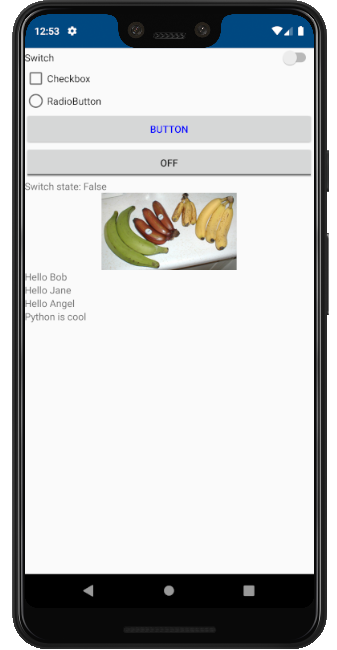 12:53
Switch
Checkbox
RadioButton
BUTTON
OFF
Switch state: False
Hello Bob
Hello Jane
Hello Angel
Python is cool